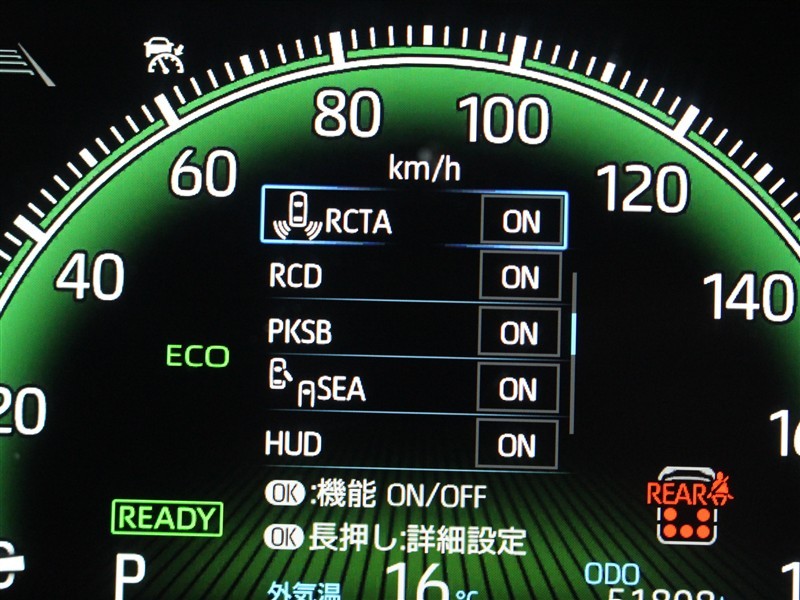 80
100
km/h
60
120
RCTA ON
40
RCD ON
140
PKSB ON
ECO
SEA ON
20
HUD ON
OK:機能 ON/OFF
REAR
READY
OK長押し:詳細設定
P
外気温 16°C
ODO